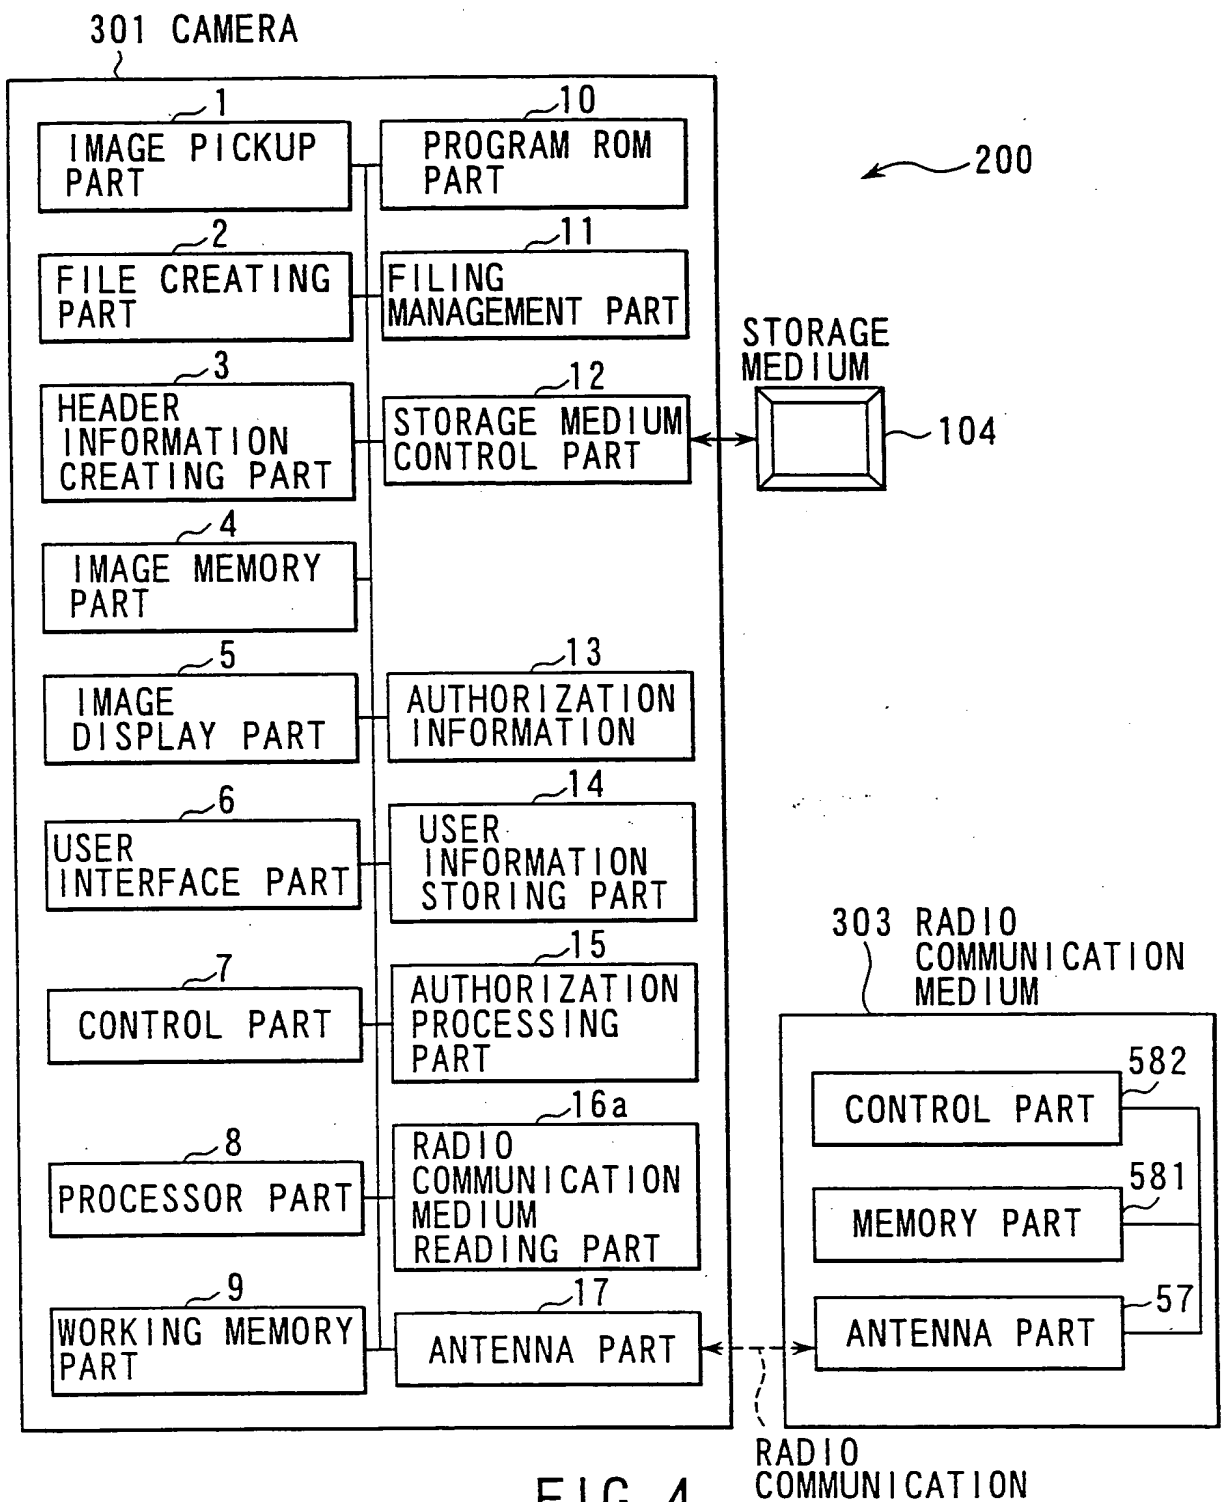 301 CAMERA
1
IMAGE PICKUP
PART
10
PROGRAM ROM
PART
200
2
FILE CREATING
PART
11
FILING
MANAGEMENT PART
3
HEADER
INFORMATION
CREATING PART
12
STORAGE MEDIUM
CONTROL PART
STORAGE
MEDIUM
104
4
IMAGE MEMORY
PART
5
IMAGE
DISPLAY PART
13
AUTHORIZATION
INFORMATION
6
USER
INTERFACE PART
14
USER
INFORMATION
STORING PART
7
CONTROL PART
15
AUTHORIZATION
PROCESSING
PART
8
PROCESSOR PART
16a
RADIO
COMMUNICATION
MEDIUM
READING PART
9
WORKING MEMORY
PART
17
ANTENNA PART
303 RADIO
COMMUNICATION
MEDIUM
582
CONTROL PART
581
MEMORY PART
57
ANTENNA PART
RADIO
COMMUNICATION
FIG.4